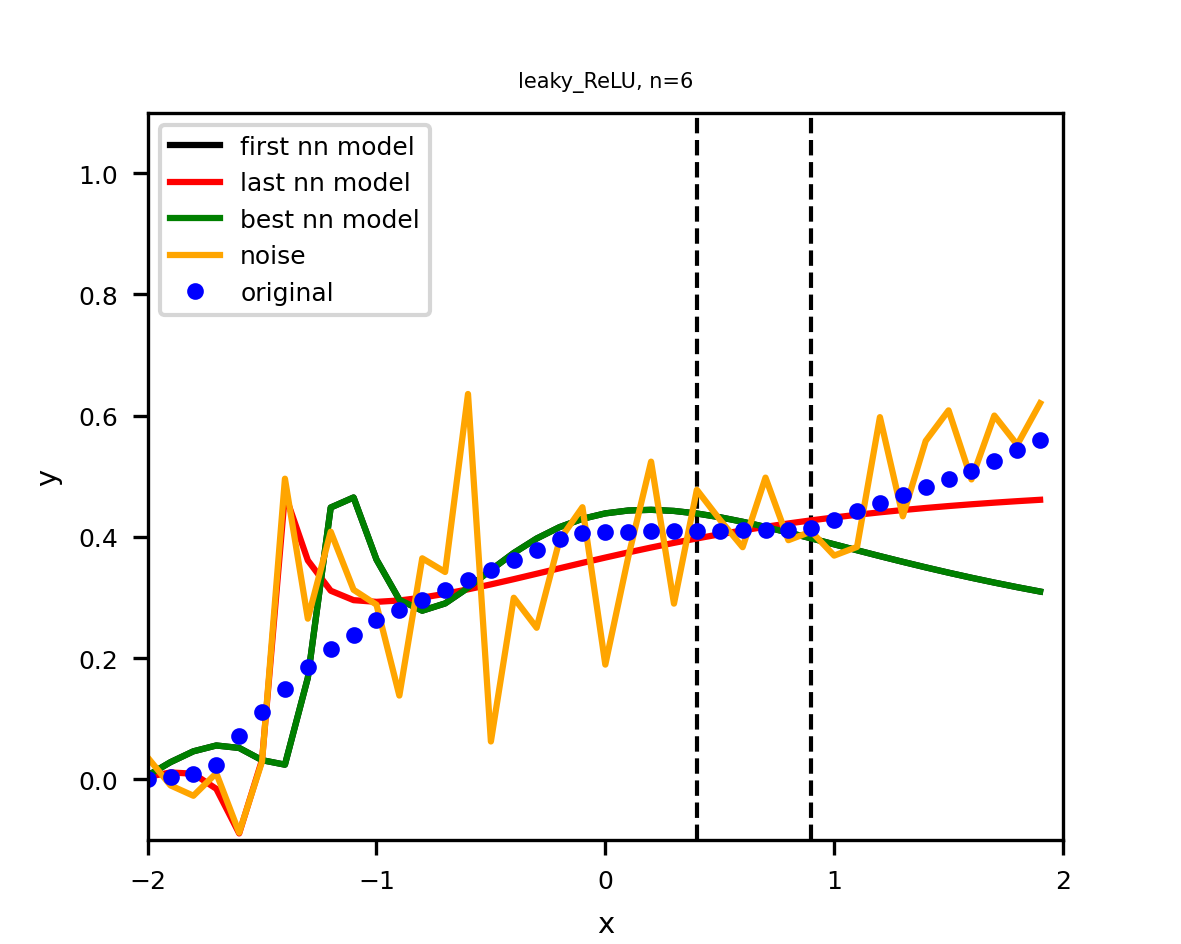 leaky_ReLU, n=6
first nn model
last nn model
best nn model
noise
original
1.0
0.8
0.6
0.4
0.2
0.0
y
−2
−1
0
1
2
x